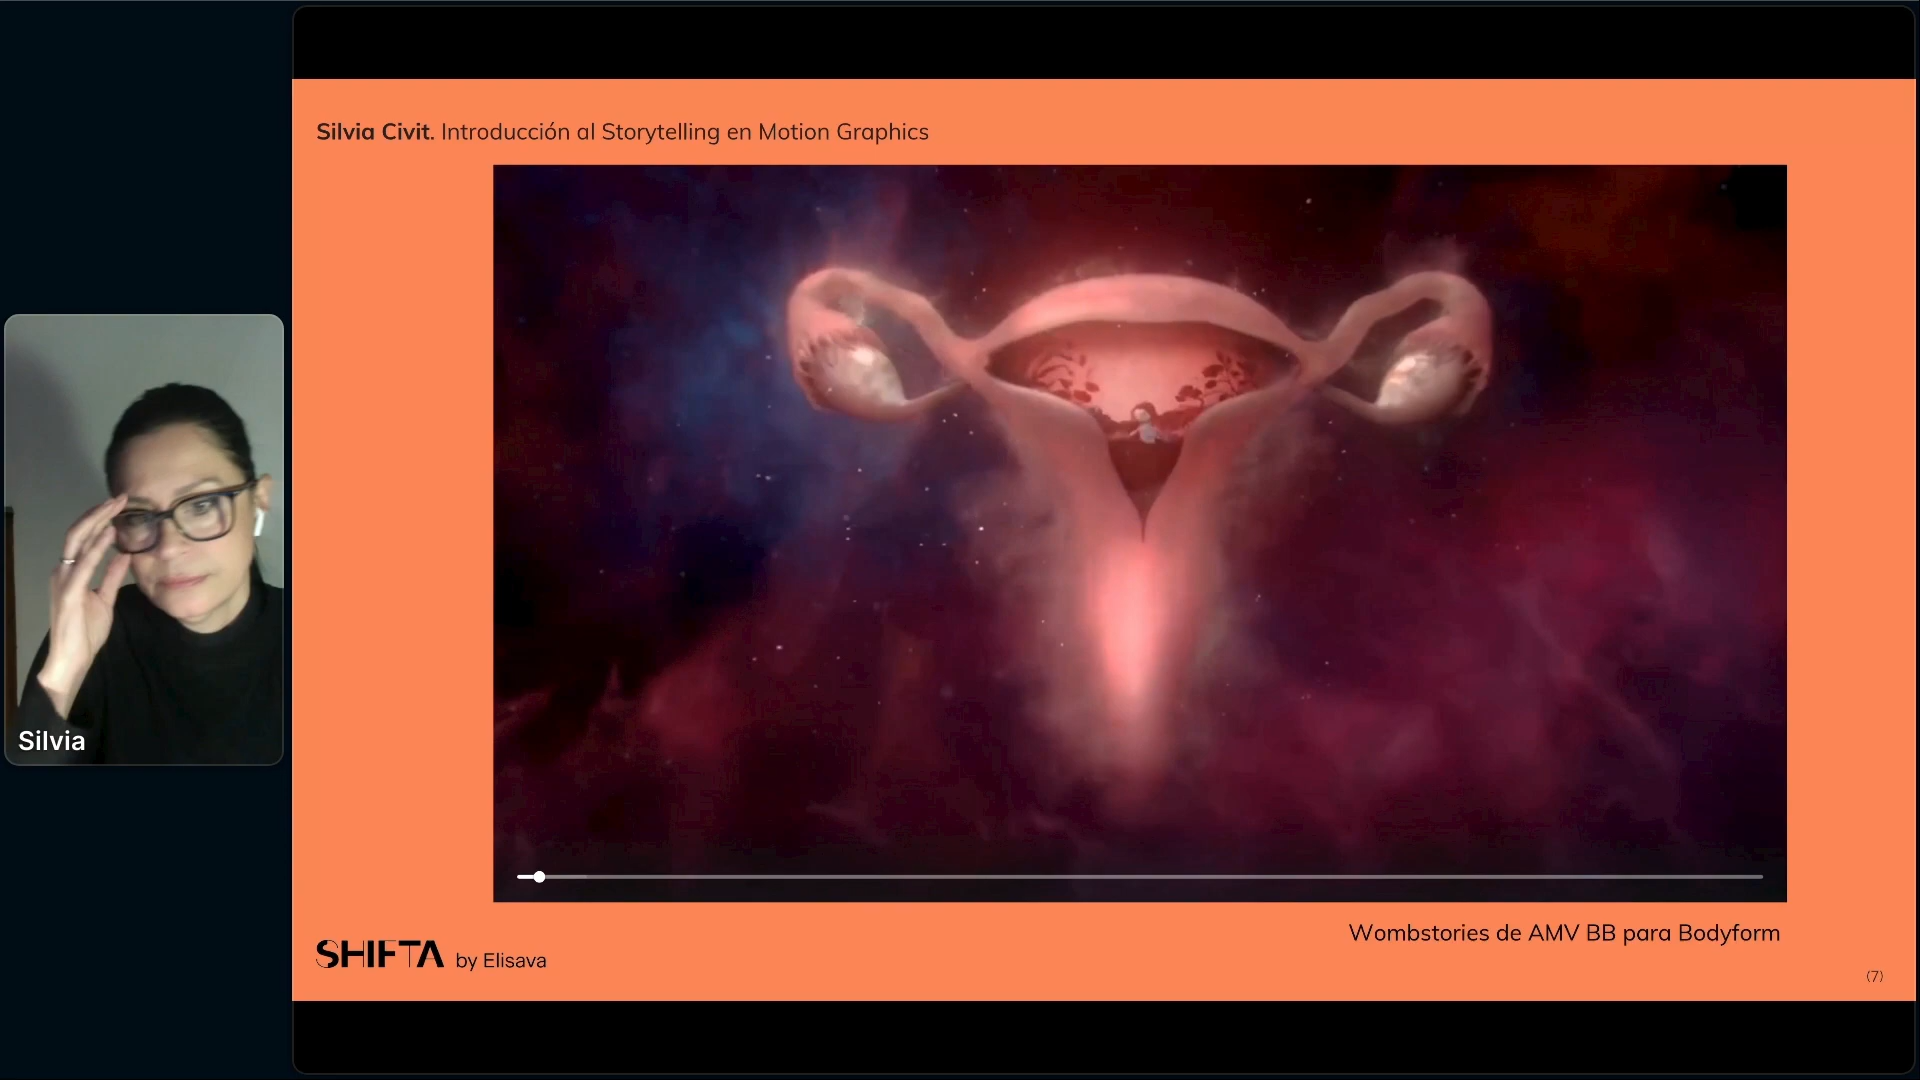 Silvia Civit. Introducción al Storytelling en Motion Graphics
Silvia
Wombstories de AMV BB para Bodyform
SHIFTA by Elisava
(7)